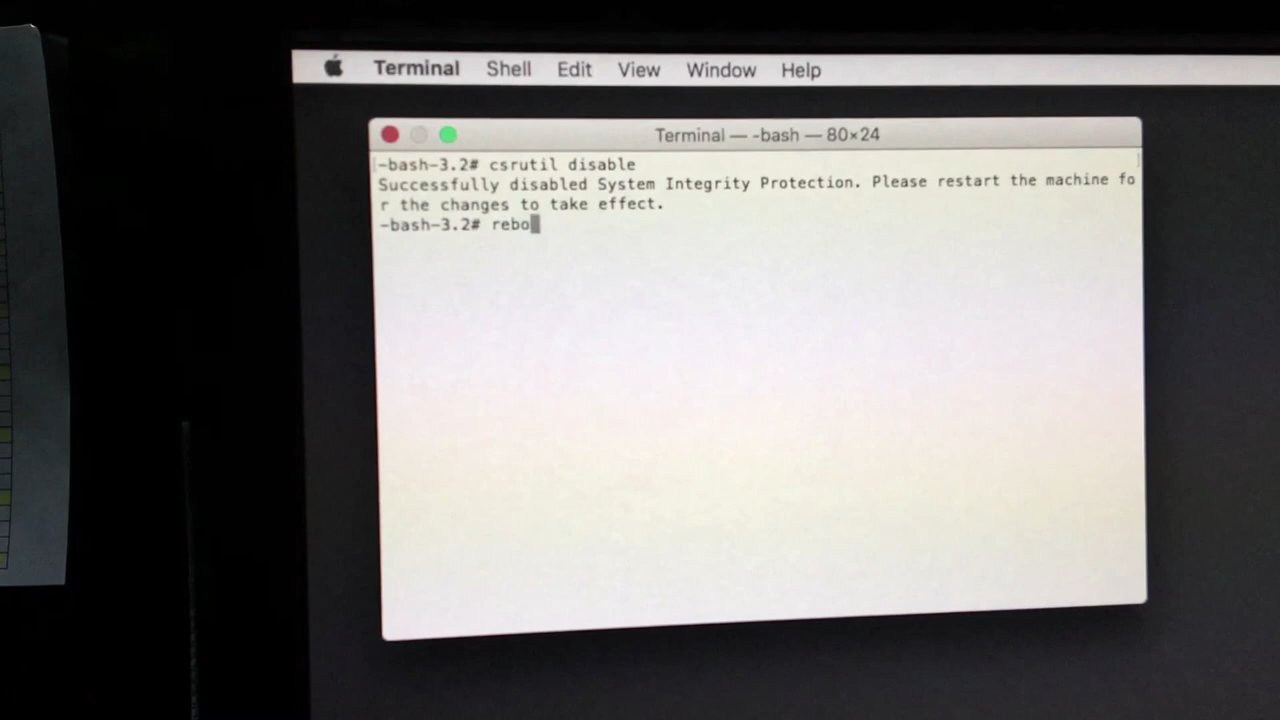 Terminal Shell Edit View Window Help
Terminal — -bash — 80×24
-bash-3.2# csrutil disable
Successfully disabled System Integrity Protection. Please restart the machine fo
r the changes to take effect.
-bash-3.2# rebo